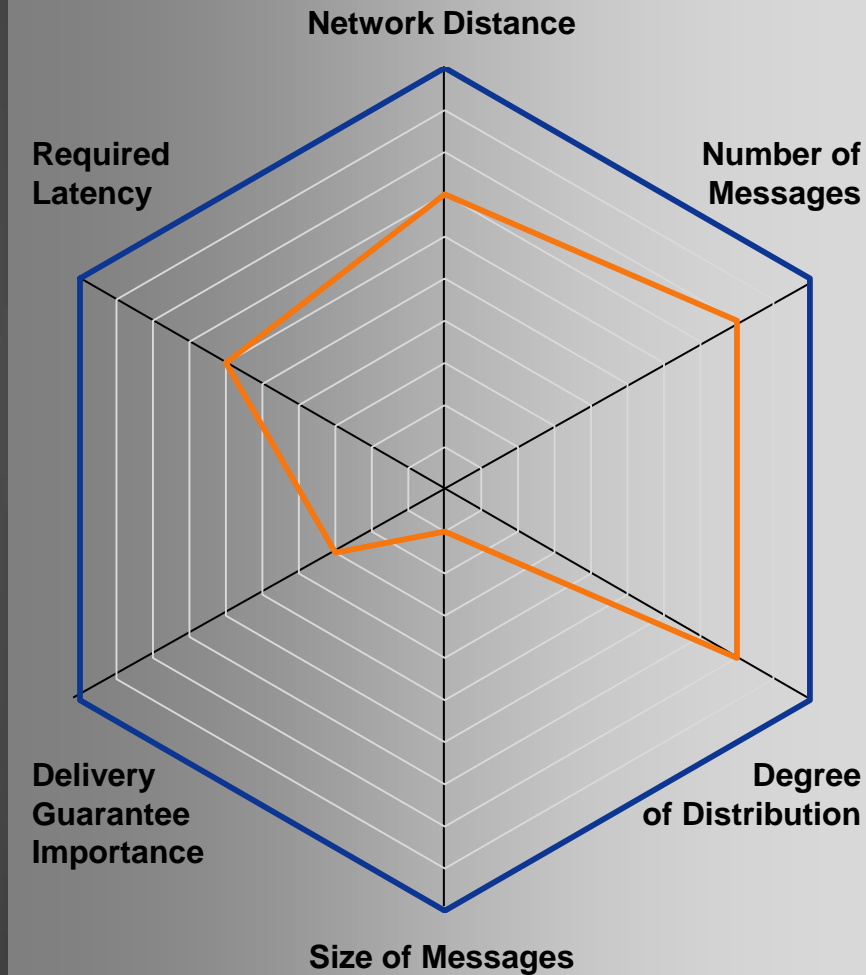 Network Distance
Required
Latency
Number of
Messages
Delivery
Guarantee
Importance
Degree
of Distribution
Size of Messages